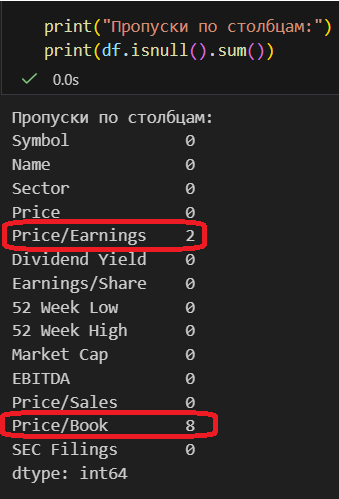 print("Пропуски по столбцам:")
print(df.isnull().sum())
0.0s
Пропуски по столбцам:
Symbol 0
Name 0
Sector 0
Price 0
Price/Earnings 2
Dividend Yield 0
Earnings/Share 0
52 Week Low 0
52 Week High 0
Market Cap 0
EBITDA 0
Price/Sales 0
Price/Book 8
SEC Filings 0
dtype: int64